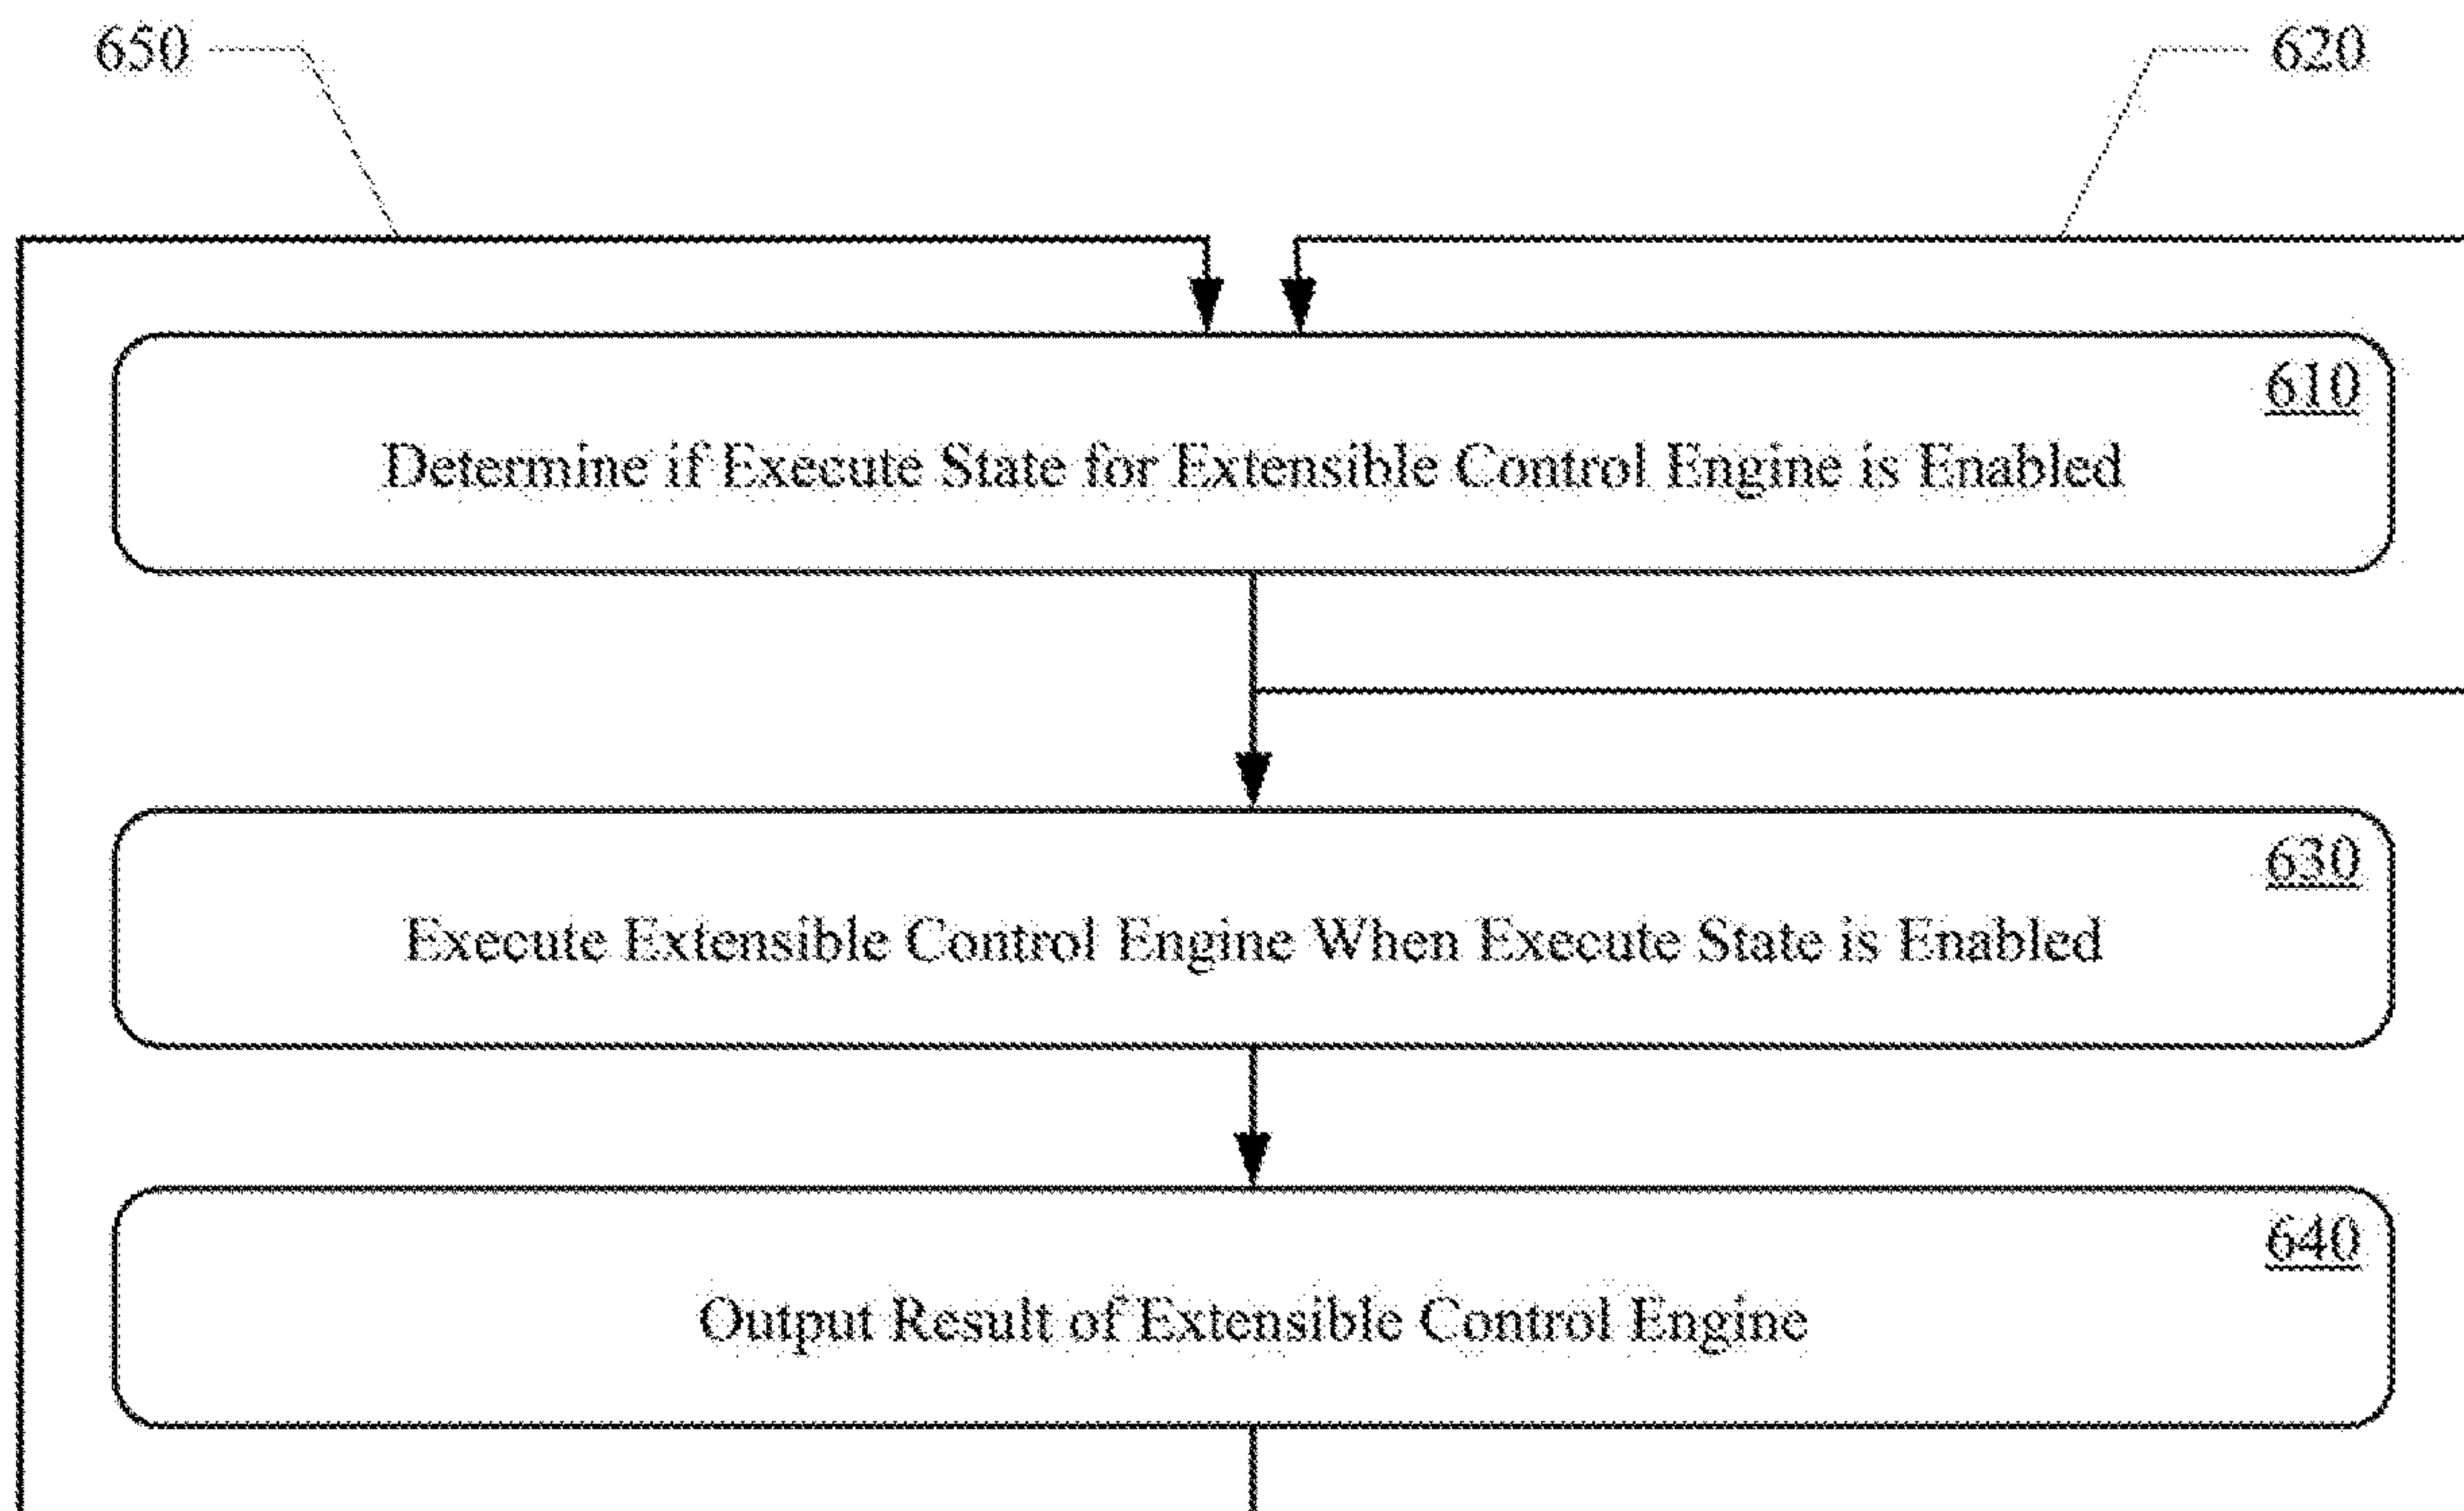 650
620
610
Determine if Execute State for Extensible Control Engine is Enabled
630
Execute Extensible Control Engine When Execute State is Enabled
640
Output Result of Extensible Control Engine